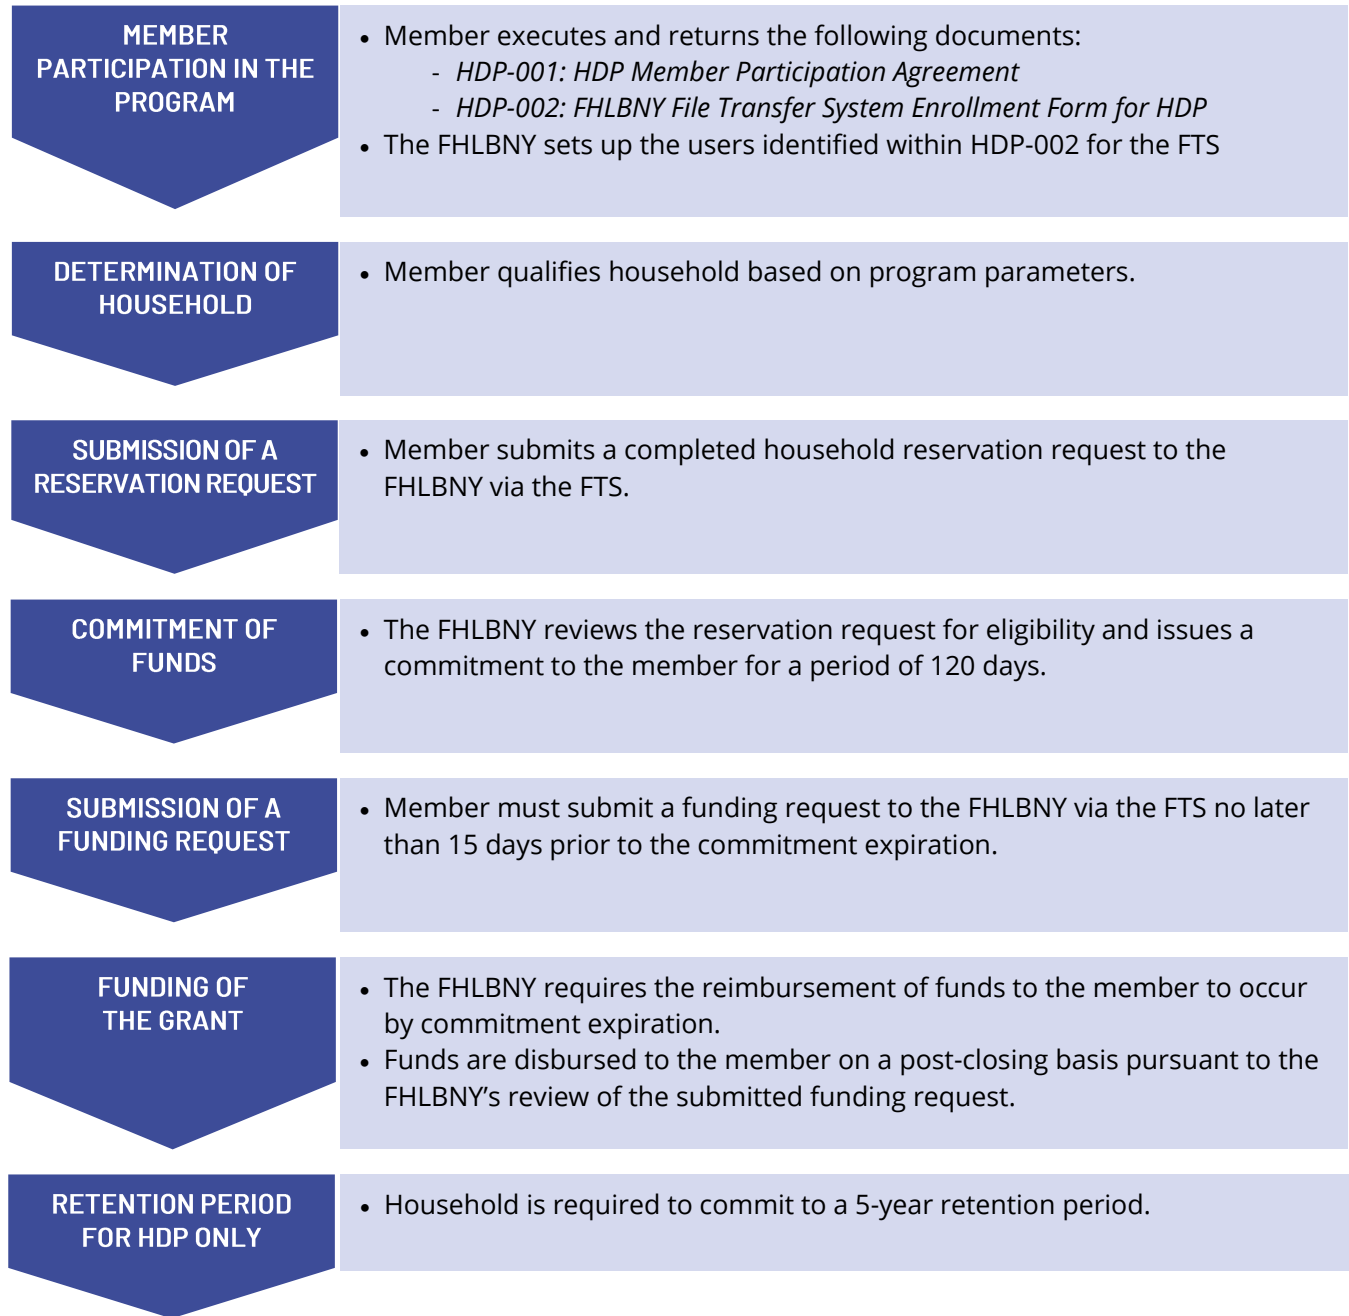 MEMBER
PARTICIPATION IN THE
PROGRAM
• Member executes and returns the following documents:
- HDP-001: HDP Member Participation Agreement
- HDP-002: FHLBNY File Transfer System Enrollment Form for HDP
• The FHLBNY sets up the users identified within HDP-002 for the FTS
DETERMINATION OF
HOUSEHOLD
• Member qualifies household based on program parameters.
SUBMISSION OF A
RESERVATION REQUEST
• Member submits a completed household reservation request to the
FHLBNY via the FTS.
COMMITMENT OF
FUNDS
• The FHLBNY reviews the reservation request for eligibility and issues a
commitment to the member for a period of 120 days.
SUBMISSION OF A
FUNDING REQUEST
• Member must submit a funding request to the FHLBNY via the FTS no later
than 15 days prior to the commitment expiration.
FUNDING OF
THE GRANT
• The FHLBNY requires the reimbursement of funds to the member to occur
by commitment expiration.
• Funds are disbursed to the member on a post-closing basis pursuant to the
FHLBNY’s review of the submitted funding request.
RETENTION PERIOD
FOR HDP ONLY
• Household is required to commit to a 5-year retention period.